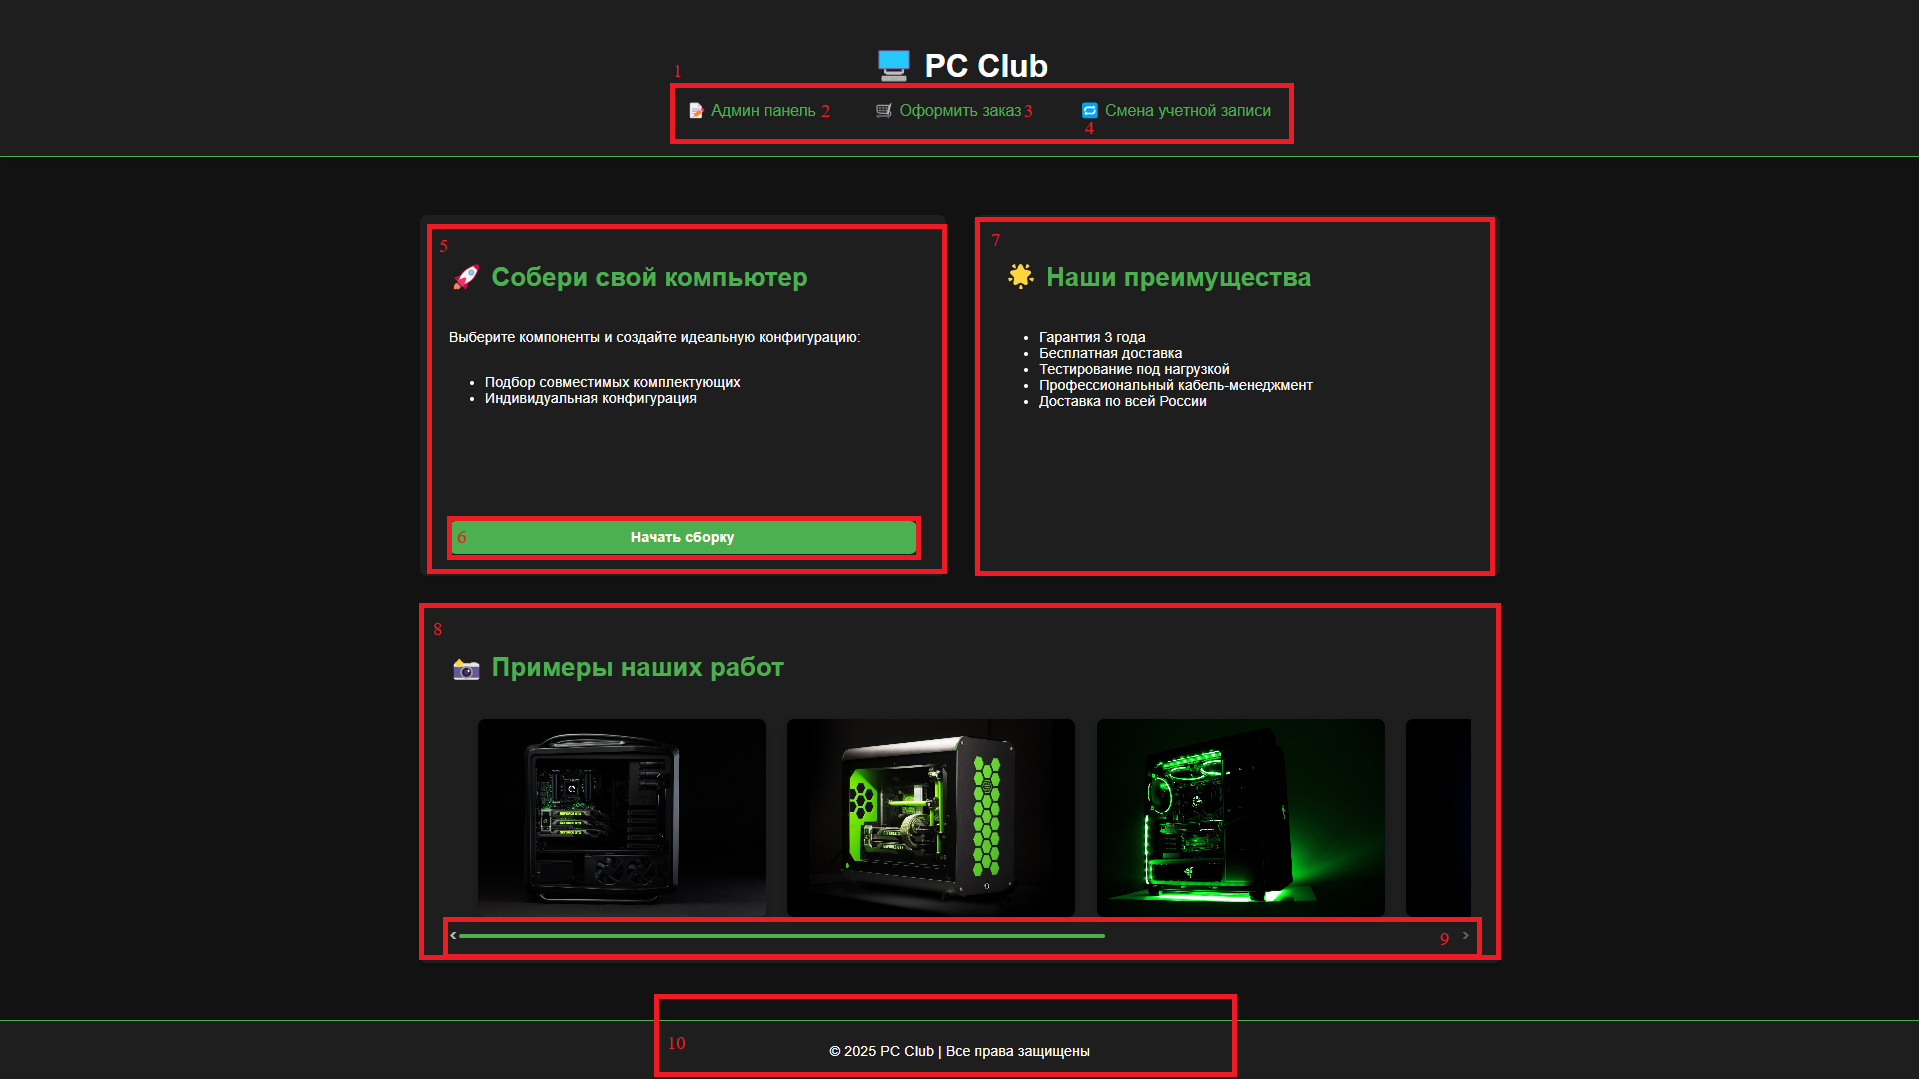 PC Club
1
Админ панель 2 Оформить заказ 3 Смена учетной записи
4
5
Собери свой компьютер
Выберите компоненты и создайте идеальную конфигурацию:
• Подбор совместимых комплектующих
• Индивидуальная конфигурация
6 Начать сборку
7
Наши преимущества
• Гарантия 3 года
• Бесплатная доставка
• Тестирование под нагрузкой
• Профессиональный кабель-менеджмент
• Доставка по всей России
8
Примеры наших работ
9
10
© 2025 PC Club | Все права защищены